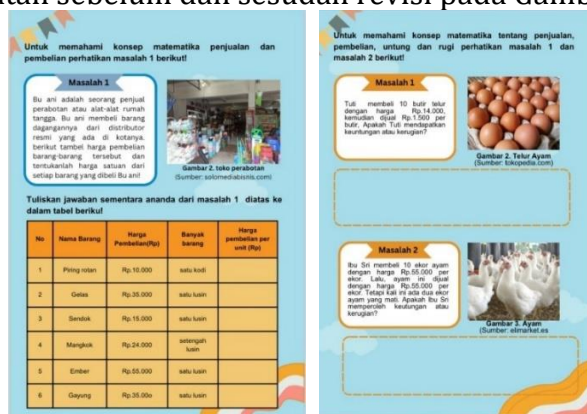 tan sebelum dan sesudah revisi pada Gamb
Untuk memahami konsep matematika penjualan dan
pembelian perhatikan masalah 1 berikut!
Masalah 1
Bu ani adalah seorang penjual
perabotan atau alat-alat rumah
tangga. Bu ani membeli barang
dagangannya dari distributor
resmi yang ada di kotanya,
berikut tambel harga pembelian
barang-barang tersebut dan
tentukanlah harga satuan dari
setiap barang yang dibeli Bu ani!
Gambar 2. toko perabotan
(Sumber: solomediabisnis.com)
Tuliskan jawaban sementara ananda dari masalah 1 diatas ke
dalam tabel beriku!
No Nama Barang Harga Pembelian(Rp) Banyak barang Harga pembelian per unit (Rp)
1 Piring rotan Rp.10.000 satu kodi
2 Gelas Rp.35.000 satu lusin
3 Sendok Rp.15.000 satu lusin
4 Mangkok Rp.24.000 setengah lusin
5 Ember Rp.55.000 satu lusin
6 Gayung Rp.35.00o satu lusin
Untuk memahami konsep matematika tentang penjualan,
pembelian, untung dan rugi perhatikan masalah 1 dan
masalah 2 berikut!
Masalah 1
Tuti membeli 10 butir telur
dengan harga Rp.14.000,
kemudian dijual Rp.1.500 per
butir, Apakah Tuti mendapatkan
keuntungan atau kerugian?
Gambar 2. Telur Ayam
(Sumber: tokopedia.com)
Masalah 2
Ibu Sri membeli 10 ekor ayam
dengan harga Rp.55.000 per
ekor. Lalu, ayam ini dijual
dengan harga Rp.55.000 per
ekor. Tetapi kali ini ada dua ekor
ayam yang mati. Apakah Ibu Sri
memperoleh keutungan atau
kerugian?
Gambar 3. Ayam
(Sumber: elimarket.es